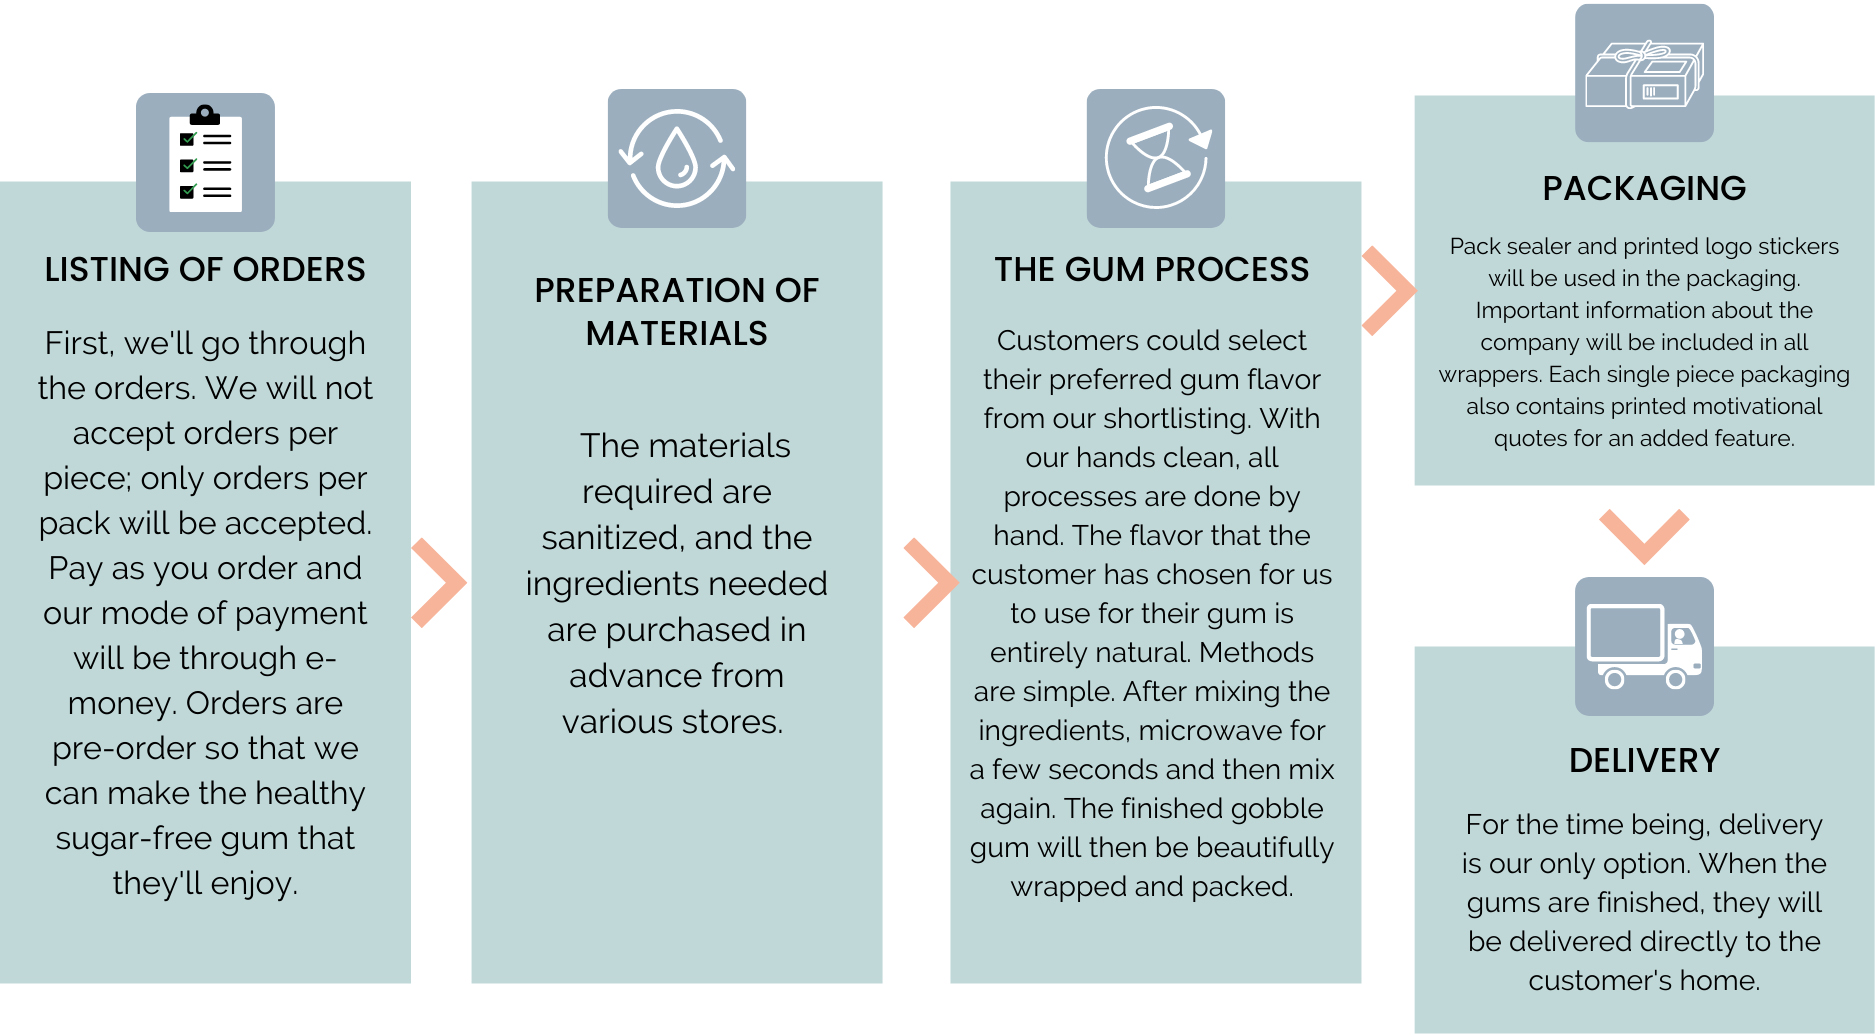 LISTING OF ORDERS
First, we'll go through
the orders. We will not
accept orders per
piece; only orders per
pack will be accepted.
Pay as you order and
our mode of payment
will be through e-
money. Orders are
pre-order so that we
can make the healthy
sugar-free gum that
they'll enjoy.
PREPARATION OF
MATERIALS
The materials
required are
sanitized, and the
ingredients needed
are purchased in
advance from
various stores.
THE GUM PROCESS
Customers could select
their preferred gum flavor
from our shortlisting. With
our hands clean, all
processes are done by
hand. The flavor that the
customer has chosen for us
to use for their gum is
entirely natural. Methods
are simple. After mixing the
ingredients, microwave for
a few seconds and then mix
again. The finished gobble
gum will then be beautifully
wrapped and packed.
PACKAGING
Pack sealer and printed logo stickers
will be used in the packaging.
Important information about the
company will be included in all
wrappers. Each single piece packaging
also contains printed motivational
quotes for an added feature.
DELIVERY
For the time being, delivery
is our only option. When the
gums are finished, they will
be delivered directly to the
customer's home.